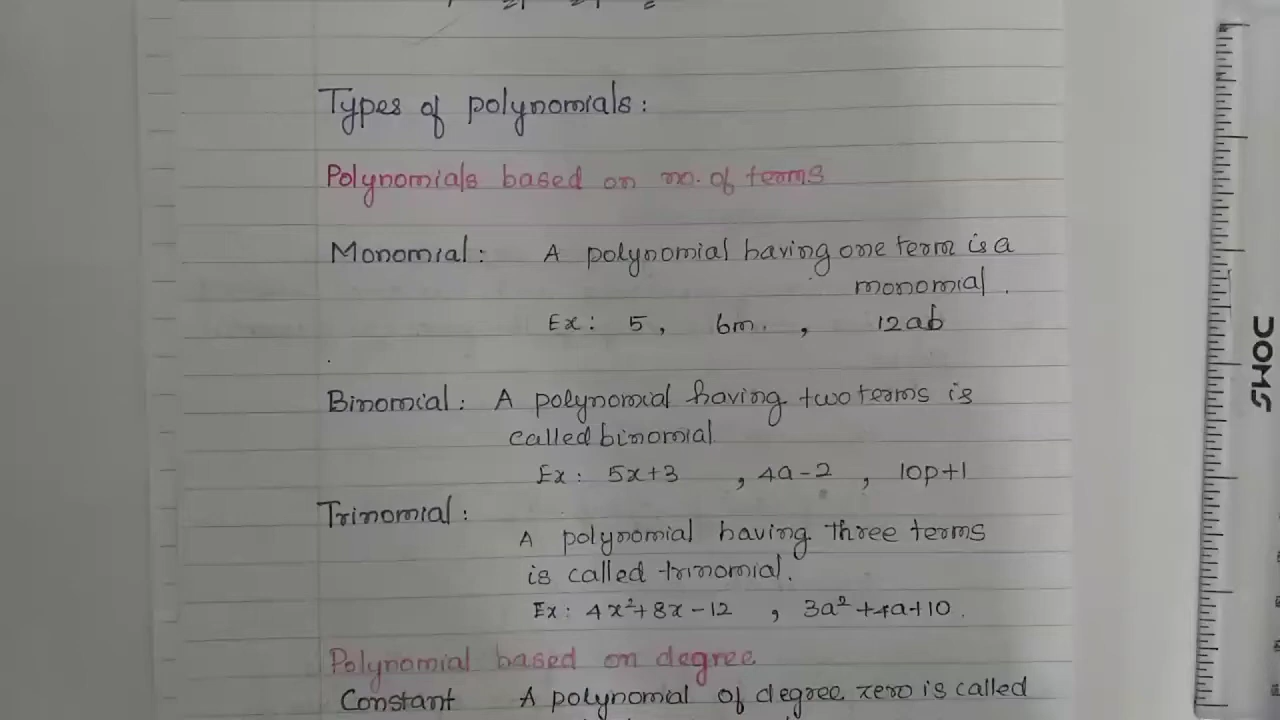 Types of polynomials:
Polynomials based on no. of terms
Monomial: A polynomial having one term is a
monomial.
Ex: 5, 6m. , 12ab
Binomial: A polynomial having two terms is
called binomial
Ex: 5x+3 , 4a-2 , 10p+1
Trinomial:
A polynomial having three terms
is called trinomial.
Ex: 4x²+8x-12 , 3a²+4a+10.
Polynomial based on degree
Constant A polynomial of degree zero is called
DOMS